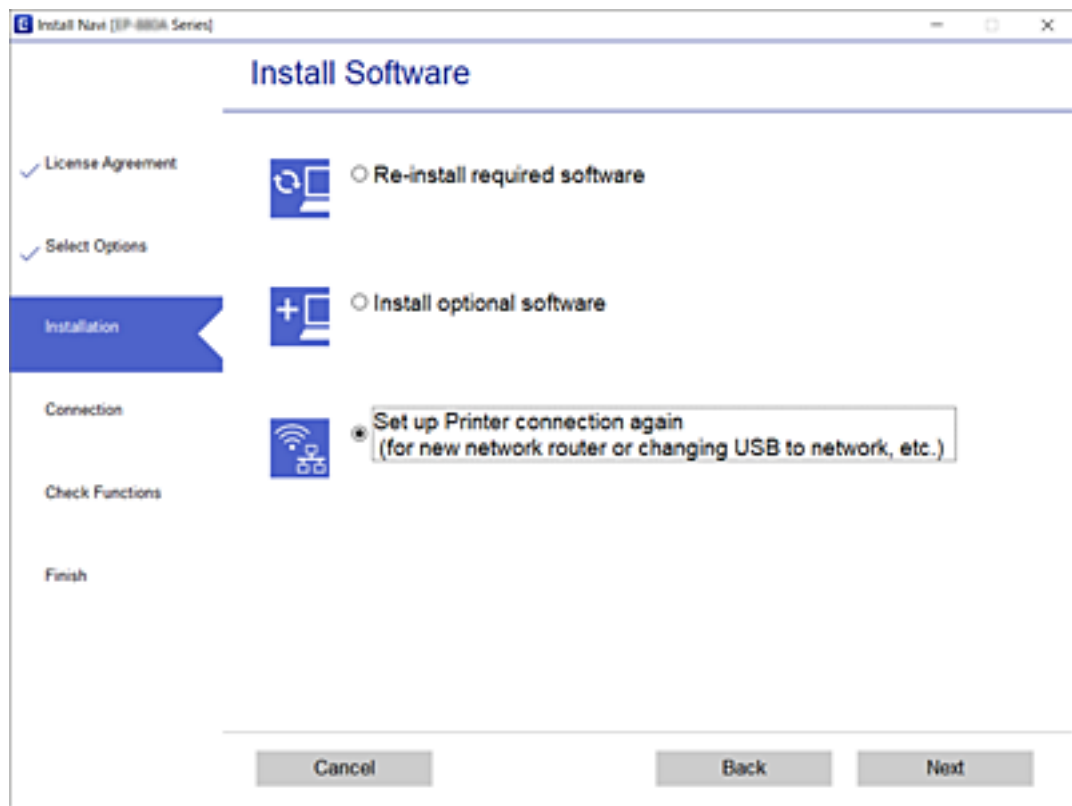 Install Navi [EP-880A Series]
Install Software
License Agreement
Select Options
Installation
Connection
Check Functions
Finish
Re-install required software
Install optional software
Set up Printer connection again
(for new network router or changing USB to network, etc.)
Cancel
Back
Next